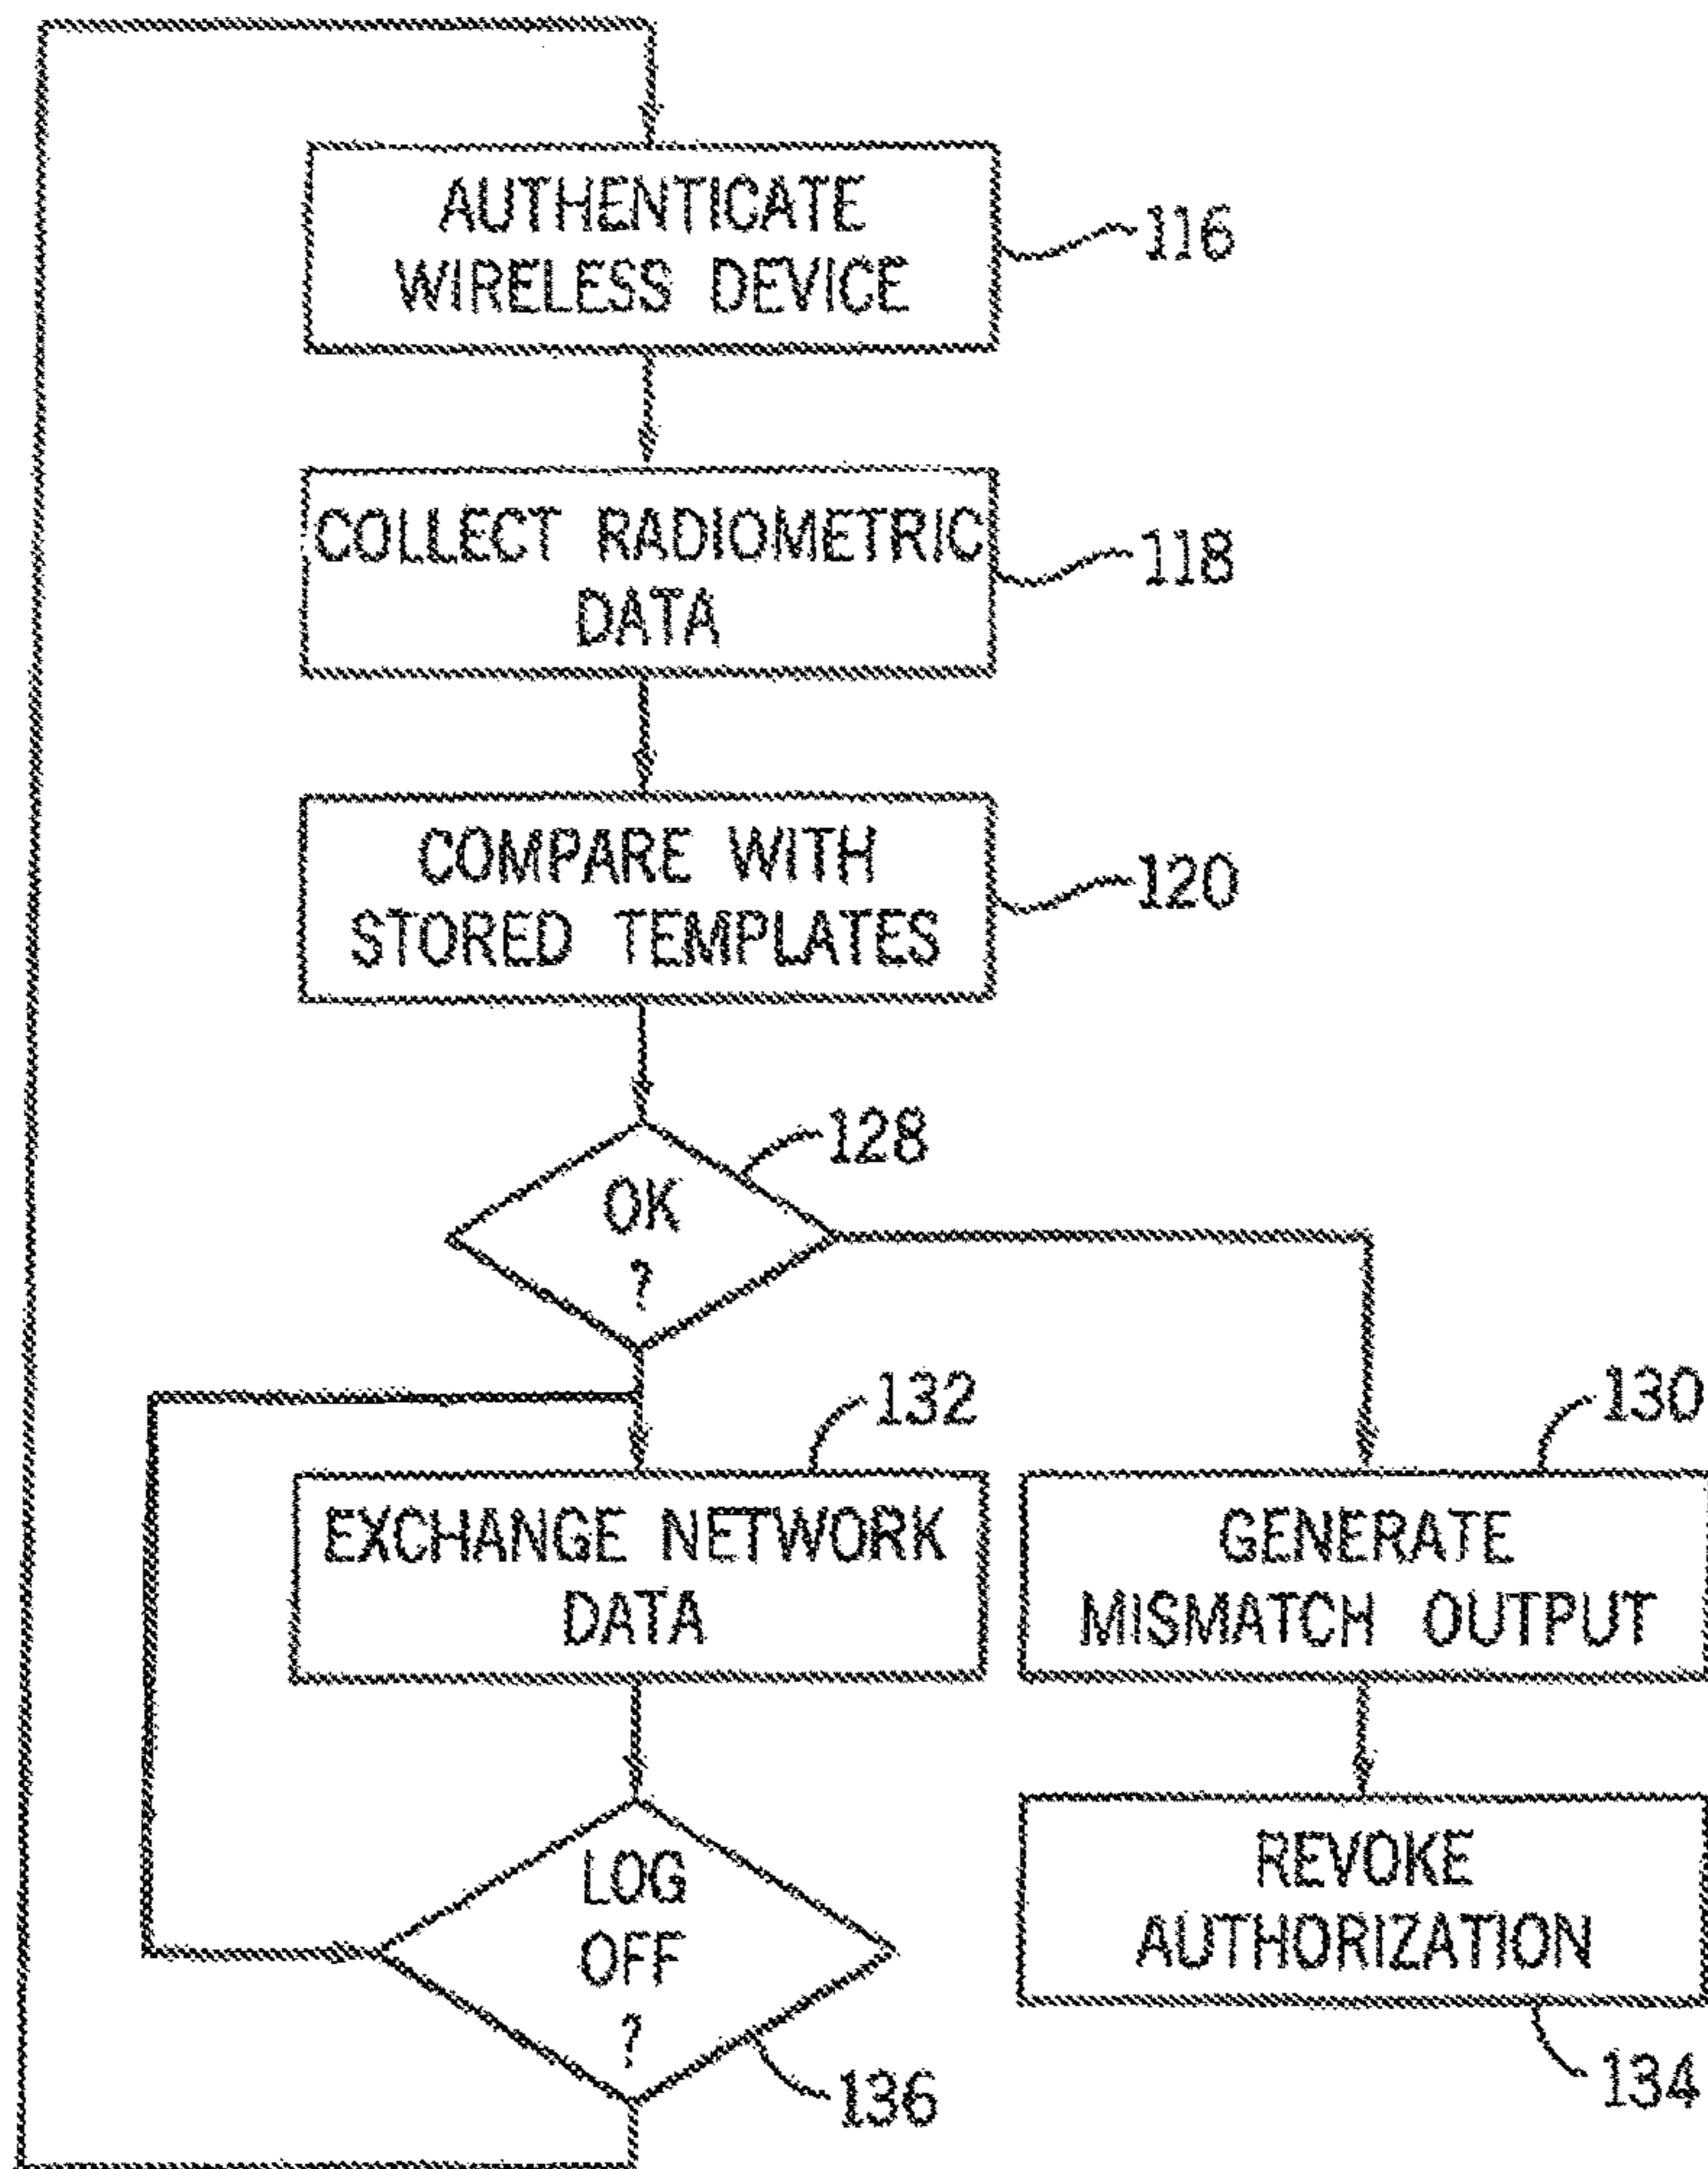 AUTHENTICATE
WIRELESS DEVICE
116
COLLECT RADIOMETRIC
DATA
118
COMPARE WITH
STORED TEMPLATES
120
128
OK
?
132
130
EXCHANGE NETWORK
DATA
GENERATE
MISMATCH OUTPUT
LOG
OFF
?
136
REVOKE
AUTHORIZATION
134